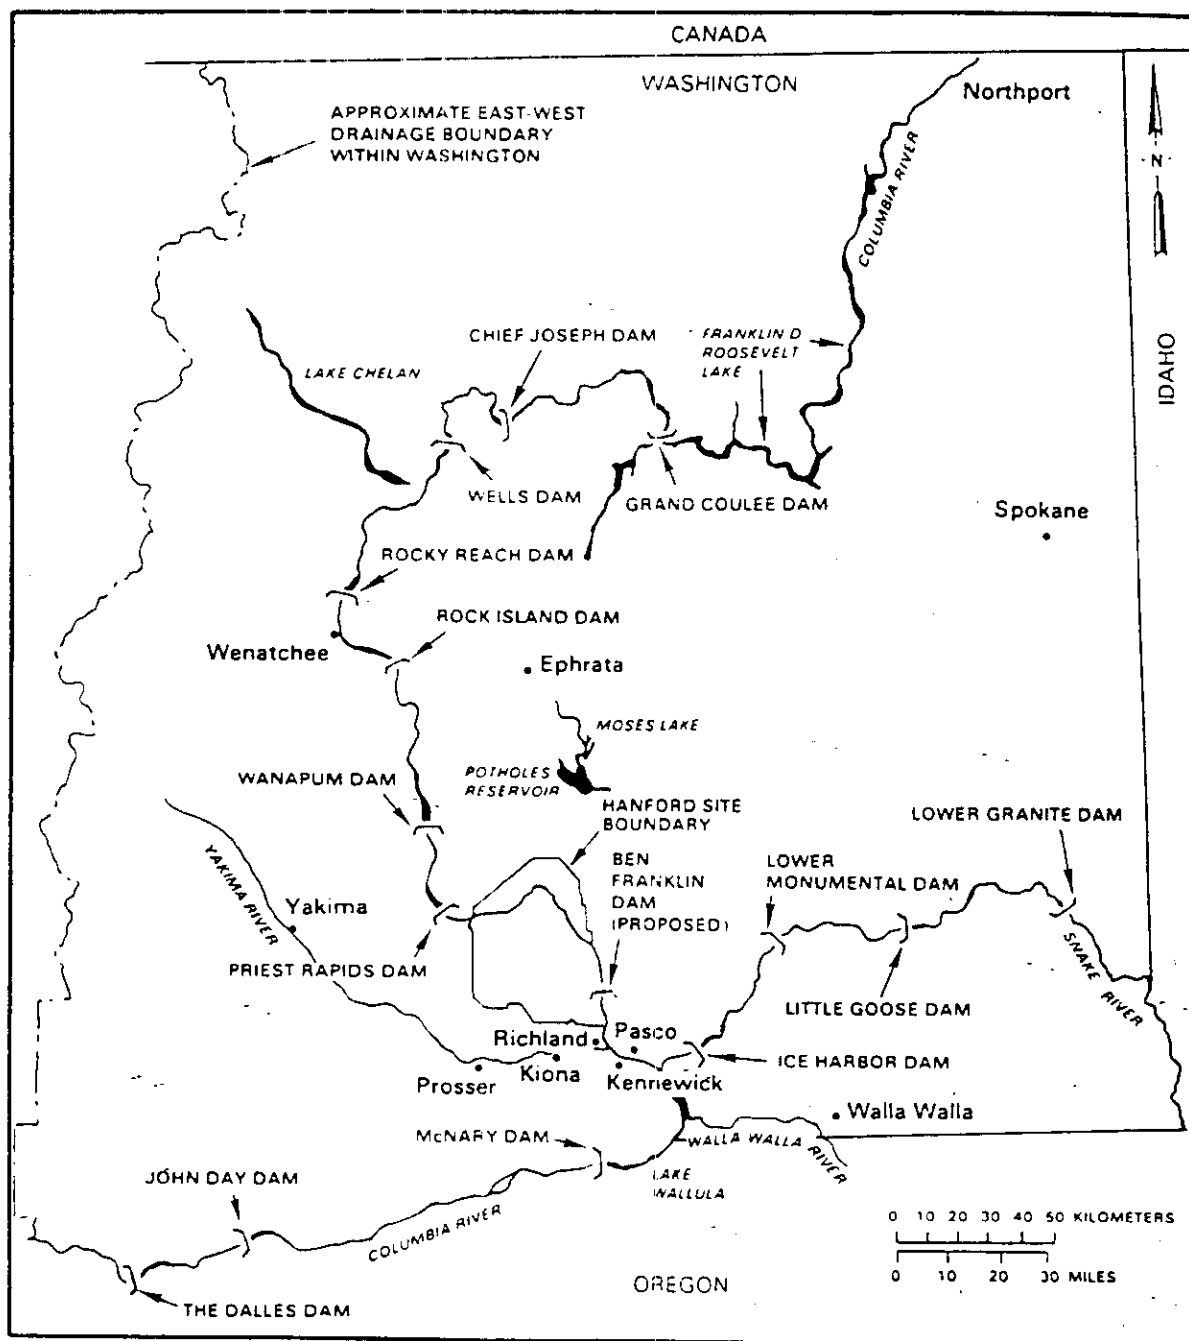 CANADA
WASHINGTON
Northport
APPROXIMATE EAST-WEST
DRAINAGE BOUNDARY
WITHIN WASHINGTON
N
COLUMBIA RIVER
CHIEF JOSEPH DAM
FRANKLIN D
ROOSEVELT
LAKE
IDAHO
LAKE CHELAN
WELLS DAM
GRAND COULEE DAM
Spokane
ROCKY REACH DAM
ROCK ISLAND DAM
Wenatchee
Ephrata
MOSES LAKE
WANAPUM DAM
POTHOLES
RESERVOIR
HANFORD SITE
BOUNDARY
LOWER GRANITE DAM
BEN
FRANKLIN
DAM
(PROPOSED)
LOWER
MONUMENTAL DAM
YAKIMA RIVER
Yakima
PRIEST RAPIDS DAM
SNAKE RIVER
LITTLE GOOSE DAM
Richland
Pasco
ICE HARBOR DAM
Prosser
Kiona
Kennewick
Walla Walla
McNARY DAM
WALLA WALLA RIVER
LAKE
WALLULA
JOHN DAY DAM
COLUMBIA RIVER
0 10 20 30 40 50 KILOMETERS
0 10 20 30 MILES
OREGON
THE DALLES DAM